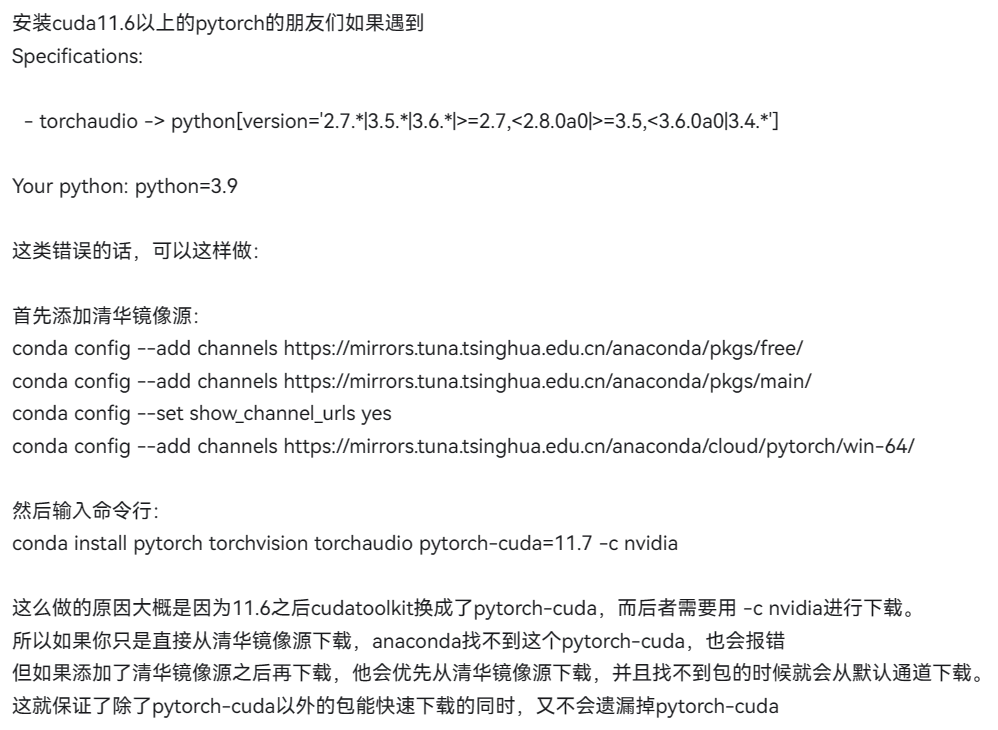 安装cuda11.6以上的pytorch的朋友们如果遇到
Specifications:
- torchaudio -> python[version='2.7.*|3.5.*|3.6.*|>=2.7,<2.8.0a0|>=3.5,<3.6.0a0|3.4.*']
Your python: python=3.9
这类错误的话，可以这样做：
首先添加清华镜像源：
conda config --add channels https://mirrors.tuna.tsinghua.edu.cn/anaconda/pkgs/free/
conda config --add channels https://mirrors.tuna.tsinghua.edu.cn/anaconda/pkgs/main/
conda config --set show_channel_urls yes
conda config --add channels https://mirrors.tuna.tsinghua.edu.cn/anaconda/cloud/pytorch/win-64/
然后输入命令行：
conda install pytorch torchvision torchaudio pytorch-cuda=11.7 -c nvidia
这么做的原因大概是因为11.6之后cudatoolkit换成了pytorch-cuda，而后者需要用 -c nvidia进行下载。
所以如果你只是直接从清华镜像源下载，anaconda找不到这个pytorch-cuda，也会报错
但如果添加了清华镜像源之后再下载，他会优先从清华镜像源下载，并且找不到包的时候就会从默认通道下载。
这就保证了除了pytorch-cuda以外的包能快速下载的同时，又不会遗漏掉pytorch-cuda